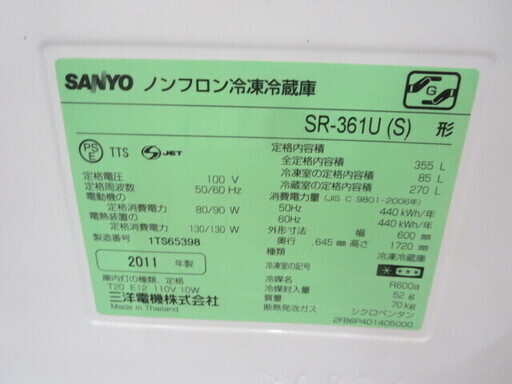 SANYO ノンフロン冷凍冷蔵庫
G
SR-361U (S) 形
PS E TTS S JET
定格電圧 100 V
定格周波数 50/60 Hz
電動機の
定格消費電力 80/90 W
電熱装置の
定格消費電力 130/130 W
製造番号 1TS65398
2011 年製
庫内灯の種類、定格
T20 E12 110V 10W
三洋電機株式会社
Made in Thailand
定格内容積
全定格内容積 355 L
冷凍室の定格内容積 85 L
冷蔵室の定格内容積 270 L
消費電力量 (JIS C 9801-2006年)
50Hz 440 kWh/年
60Hz 440 kWh/年
外形寸法 幅 600 mm
奥行 645 mm 高さ 1720 mm
種類 冷凍冷蔵庫
冷凍室の記号
冷媒名 R600a
冷媒封入量 52 g
質量 70 kg
断熱発泡ガス シクロペンタン
2FB6P401406000